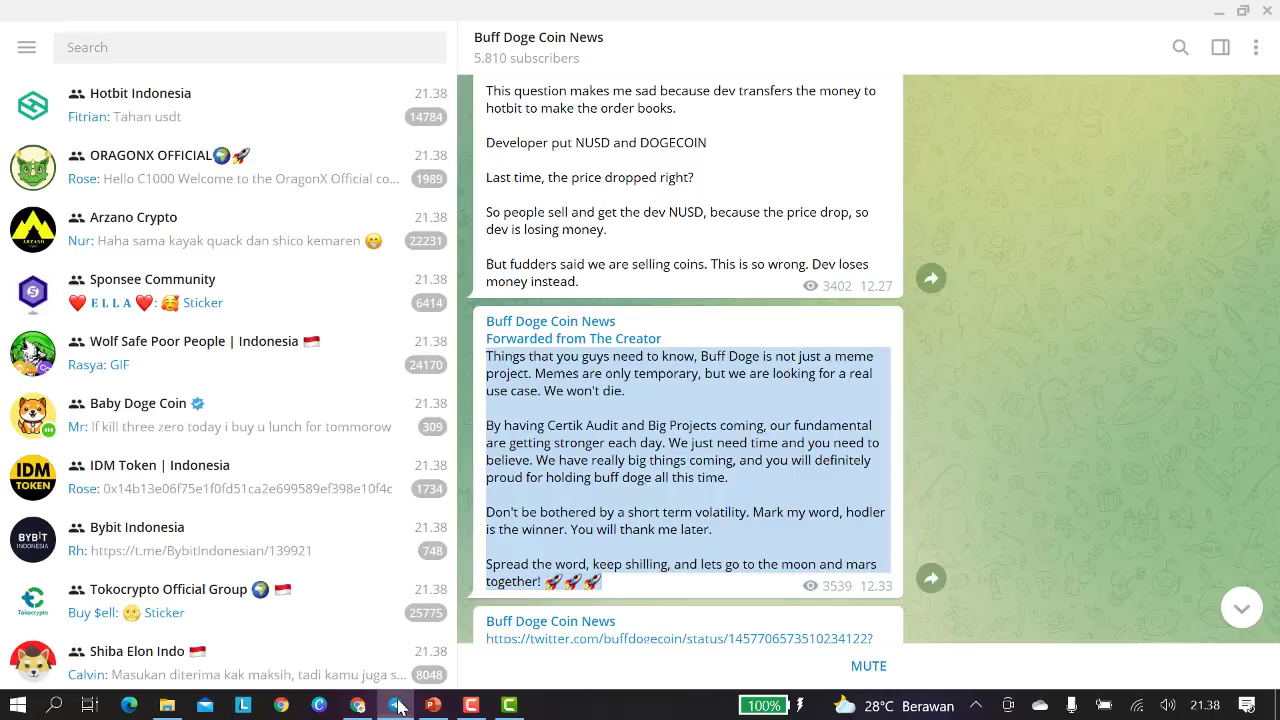 Search
Hotbit Indonesia 21.38
Fitrian: Tahan usdt 14784
ORAGONX OFFICIAL🌍🚀 21.38
Rose: Hello C1000 Welcome to the OragonX Official co... 1989
Arzano Crypto 21.38
Nur: Haha sama kayak quack dan shico kemaren 😁 22231
Sponsee Community 21.38
❤️ E L L A ❤️: 🥰 Sticker 6414
Wolf Safe Poor People | Indonesia 🇮🇩 21.38
Rasya: GIF 24170
Baby Doge Coin 21.38
Mr: If kill three zero today i buy u lunch for tommorow 309
IDM Token | Indonesia 21.38
Rose: 0x14b13e06f75e1f0fd51ca2e699589ef398e10f4c 1734
Bybit Indonesia 21.38
Rh: https://t.me/BybitIndonesian/139921 748
Tokocrypto Official Group 🌍 🇮🇩 21.38
Buy $ell: 🌝 Sticker 25775
Shiba Elon Indo 🇮🇩 21.38
Calvin: Masukan diterima kak maksih, tadi kamu juga s... 8048
ARZANO
IDM
TOKEN
BYBIT
INDONESIA
Tokocrypto
Buff Doge Coin News
5.810 subscribers
This question makes me sad because dev transfers the money to
hotbit to make the order books.
Developer put NUSD and DOGECOIN
Last time, the price dropped right?
So people sell and get the dev NUSD, because the price drop, so
dev is losing money.
But fudders said we are selling coins. This is so wrong. Dev loses
money instead. 3402 12.27
Buff Doge Coin News
Forwarded from The Creator
Things that you guys need to know, Buff Doge is not just a meme
project. Memes are only temporary, but we are looking for a real
use case. We won't die.
By having Certik Audit and Big Projects coming, our fundamental
are getting stronger each day. We just need time and you need to
believe. We have really big things coming, and you will definitely
proud for holding buff doge all this time.
Don't be bothered by a short term volatility. Mark my word, hodler
is the winner. You will thank me later.
Spread the word, keep shilling, and lets go to the moon and mars
together! 🚀🚀🚀 3539 12.33
Buff Doge Coin News
https://twitter.com/buffdogecoin/status/1457706573510234122?
MUTE
100% 28°C Berawan 21.38